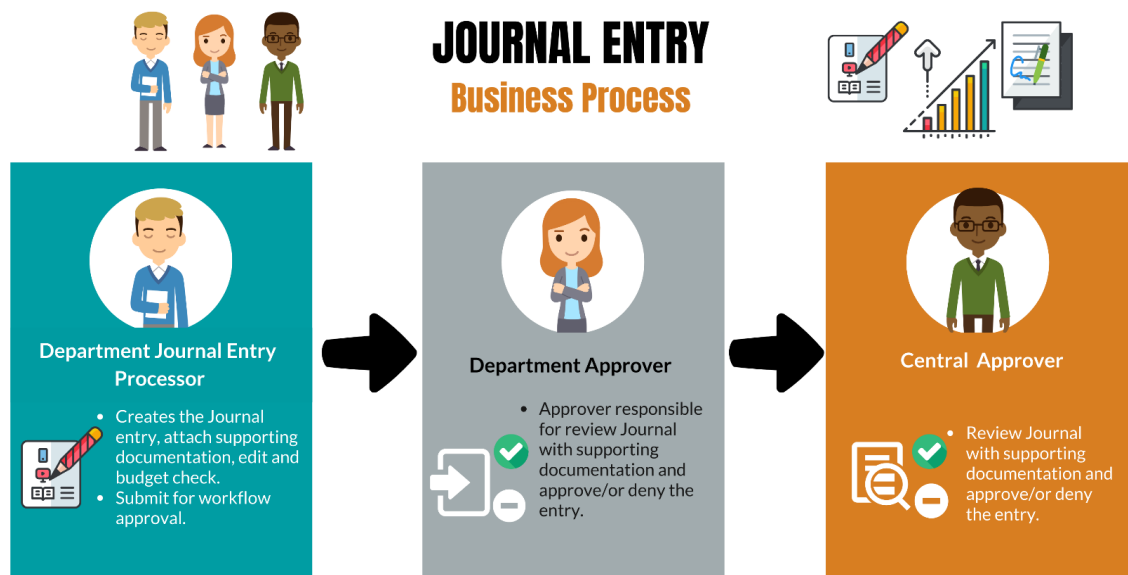 JOURNAL ENTRY
Business Process
Department Journal Entry
Processor
• Creates the Journal
entry, attach supporting
documentation, edit and
budget check.
• Submit for workflow
approval.
Department Approver
• Approver responsible
for review Journal
with supporting
documentation and
approve/or deny the
entry.
Central Approver
• Review Journal
with supporting
documentation and
approve/or deny
the entry.